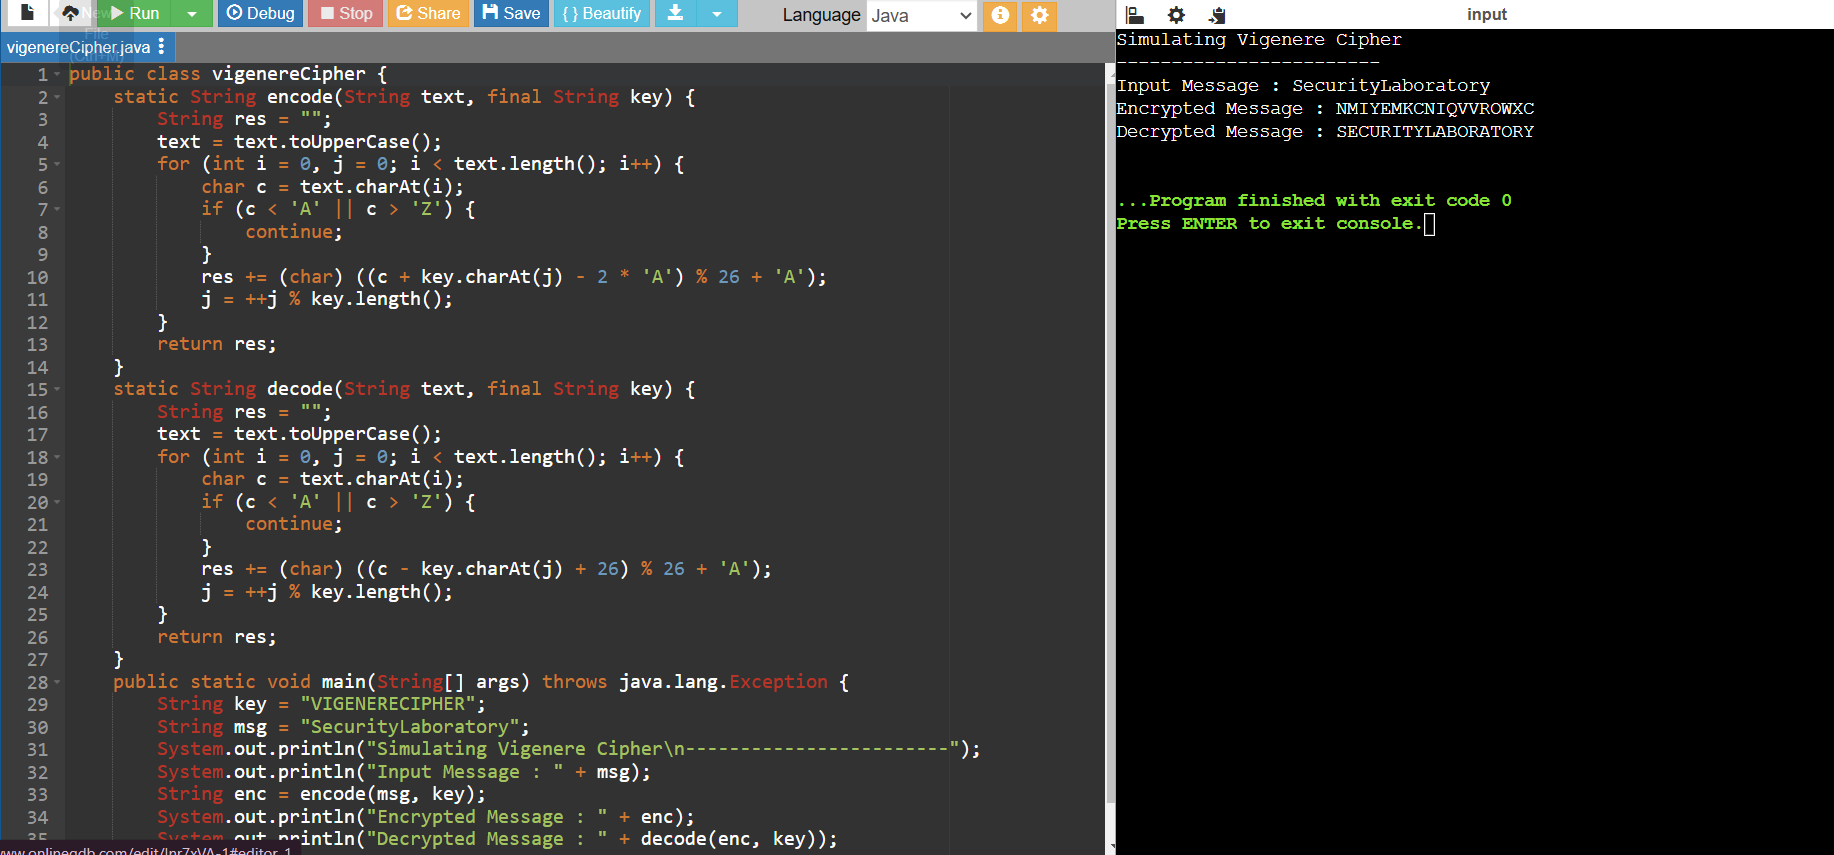 New Run Debug Stop Share Save { } Beautify Language Java
File
(Ctrl+M)
vigenereCipher.java
1 public class vigenereCipher {
2 static String encode(String text, final String key) {
3 String res = "";
4 text = text.toUpperCase();
5 for (int i = 0, j = 0; i < text.length(); i++) {
6 char c = text.charAt(i);
7 if (c < 'A' || c > 'Z') {
8 continue;
9 }
10 res += (char) ((c + key.charAt(j) - 2 * 'A') % 26 + 'A');
11 j = ++j % key.length();
12 }
13 return res;
14 }
15 static String decode(String text, final String key) {
16 String res = "";
17 text = text.toUpperCase();
18 for (int i = 0, j = 0; i < text.length(); i++) {
19 char c = text.charAt(i);
20 if (c < 'A' || c > 'Z') {
21 continue;
22 }
23 res += (char) ((c - key.charAt(j) + 26) % 26 + 'A');
24 j = ++j % key.length();
25 }
26 return res;
27 }
28 public static void main(String[] args) throws java.lang.Exception {
29 String key = "VIGENERECIPHER";
30 String msg = "SecurityLaboratory";
31 System.out.println("Simulating Vigenere Cipher\n------------------------");
32 System.out.println("Input Message : " + msg);
33 String enc = encode(msg, key);
34 System.out.println("Encrypted Message : " + enc);
35 System.out.println("Decrypted Message : " + decode(enc, key));
input
Simulating Vigenere Cipher
------------------------
Input Message : SecurityLaboratory
Encrypted Message : NMIYEMKCNIQVVROWXC
Decrypted Message : SECURITYLABORATORY
...Program finished with exit code 0
Press ENTER to exit console.